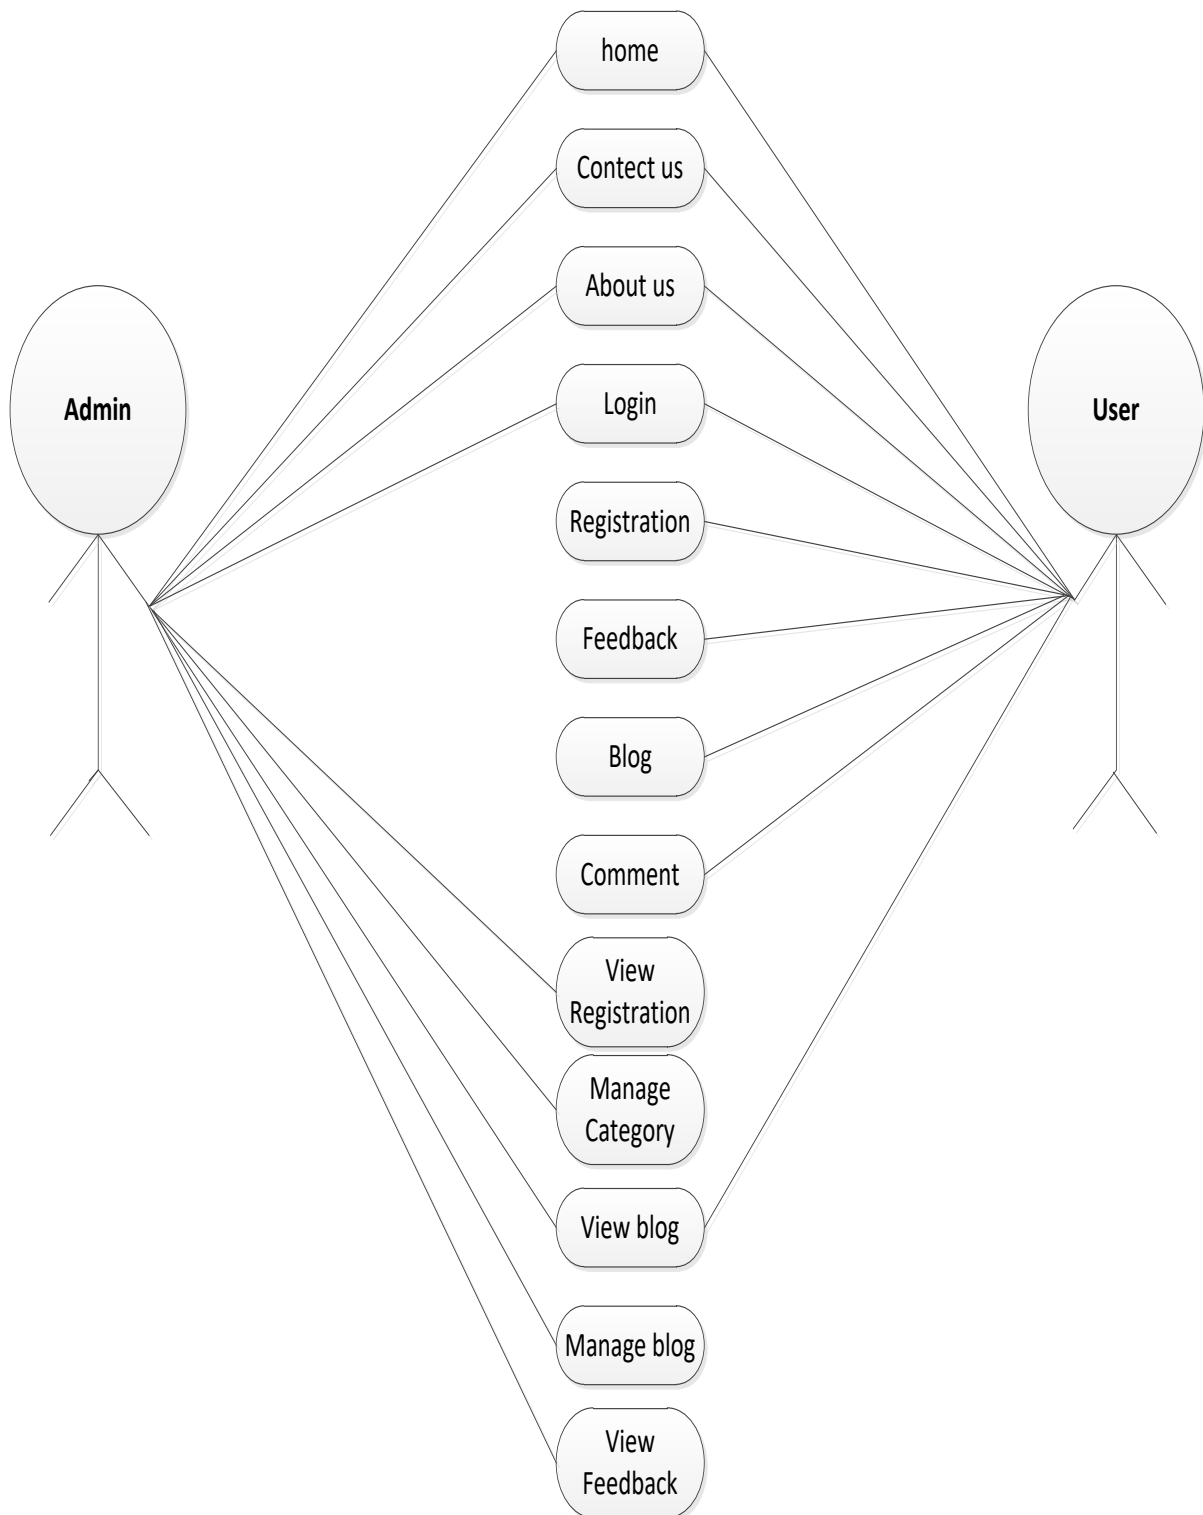 home
Contect us
About us
Login
Admin
User
Registration
Feedback
Blog
Comment
View
Registration
Manage
Category
View blog
Manage blog
View
Feedback